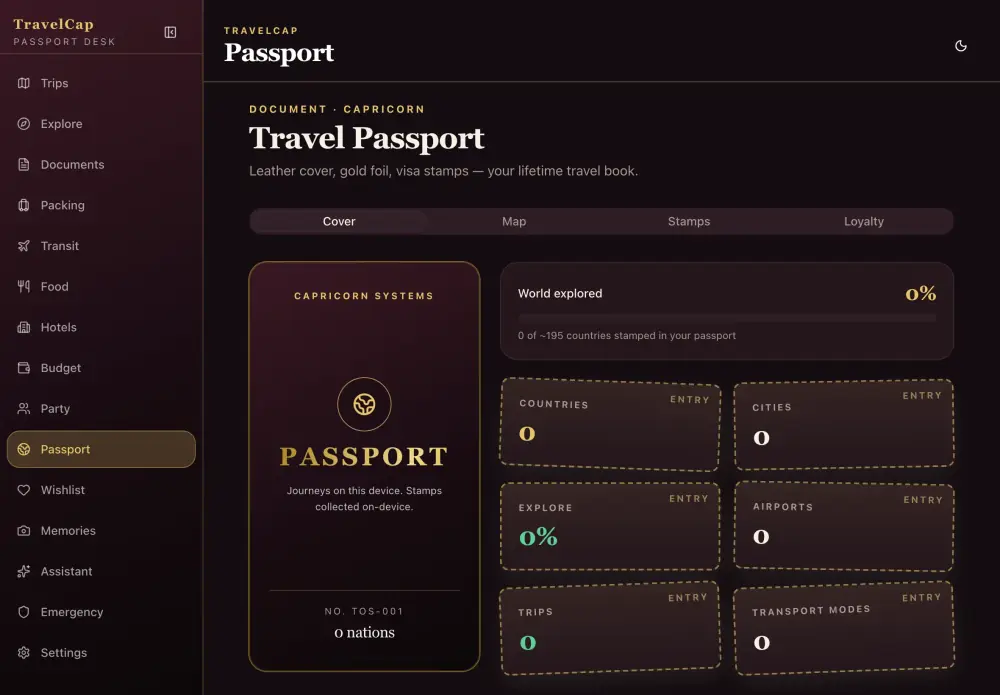 TravelCap
PASSPORT DESK
Trips
Explore
Documents
Packing
Transit
Food
Hotels
Budget
Party
Passport
Wishlist
Memories
Assistant
Emergency
Settings
TRAVELCAP
Passport
DOCUMENT · CAPRICORN
Travel Passport
Leather cover, gold foil, visa stamps — your lifetime travel book.
Cover
Map
Stamps
Loyalty
CAPRICORN SYSTEMS
PASSPORT
Journeys on this device. Stamps
collected on-device.
NO. TOS-001
0 nations
World explored
0%
0 of ~195 countries stamped in your passport
COUNTRIES
ENTRY
0
CITIES
ENTRY
0
EXPLORE
ENTRY
0%
AIRPORTS
ENTRY
0
TRIPS
ENTRY
0
TRANSPORT MODES
ENTRY
0